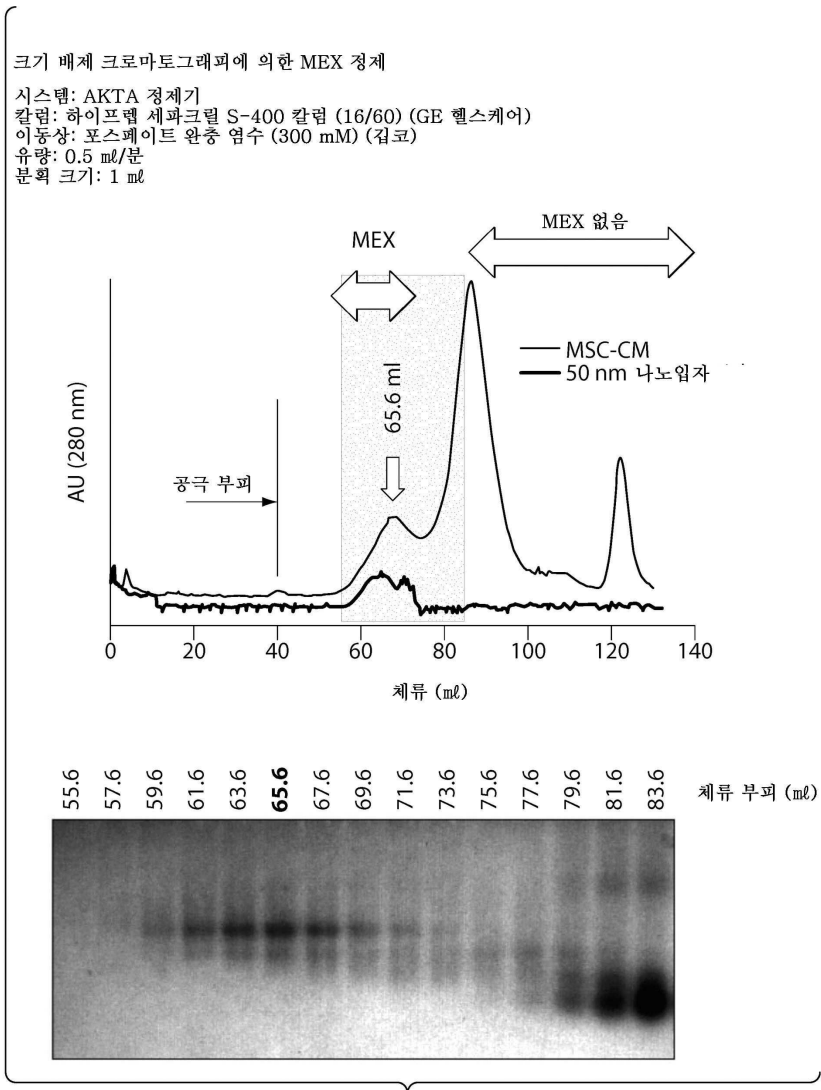 크기 배제 크로마토그래피에 의한 MEX 정제
시스템: AKTA 정제기
칼럼: 하이프렙 세파크릴 S-400 칼럼 (16/60) (GE 헬스케어)
이동상: 포스페이트 완충 염수 (300 mM) (깁코)
유량: 0.5 ㎖/분
분획 크기: 1 ㎖
MEX
MEX 없음
65.6 ml
MSC-CM
50 nm 나노입자
공극 부피
AU (280 nm)
0 20 40 60 80 100 120 140
체류 (㎖)
55.6 57.6 59.6 61.6 63.6 65.6 67.6 69.6 71.6 73.6 75.6 77.6 79.6 81.6 83.6 체류 부피 (㎖)